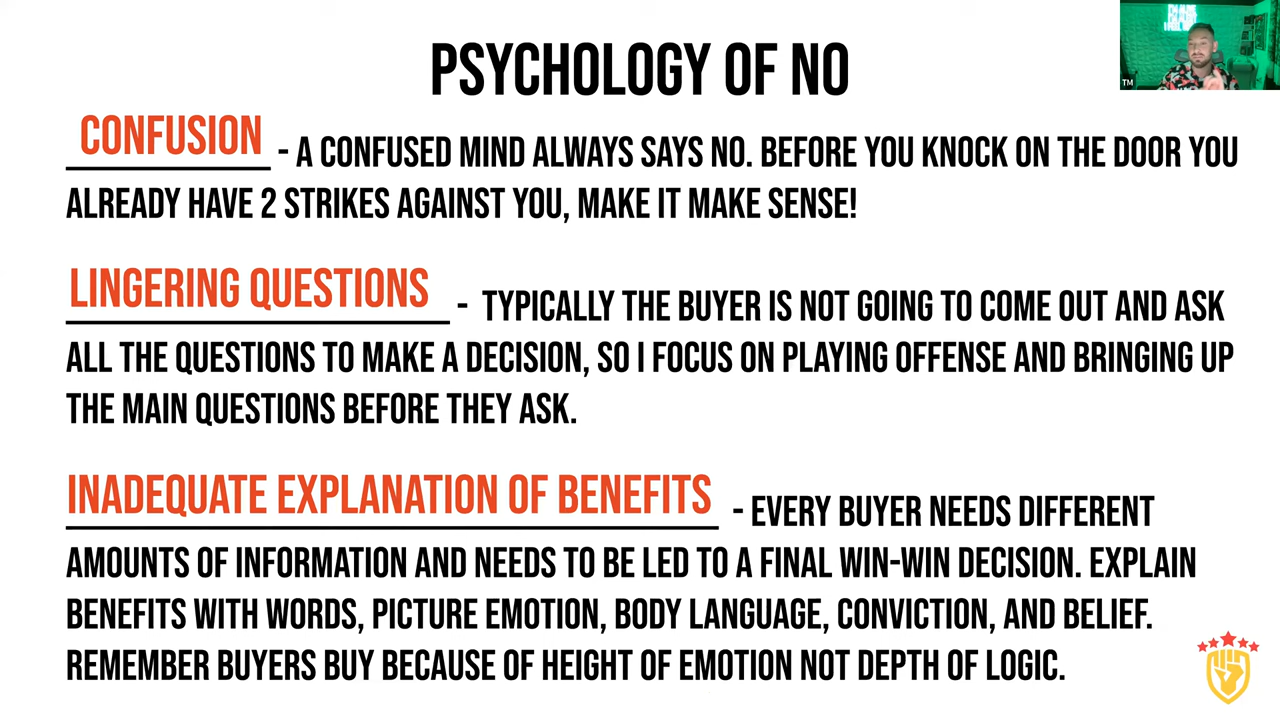 PSYCHOLOGY OF NO
CONFUSION - A CONFUSED MIND ALWAYS SAYS NO. BEFORE YOU KNOCK ON THE DOOR YOU
ALREADY HAVE 2 STRIKES AGAINST YOU, MAKE IT MAKE SENSE!
LINGERING QUESTIONS - TYPICALLY THE BUYER IS NOT GOING TO COME OUT AND ASK
ALL THE QUESTIONS TO MAKE A DECISION, SO I FOCUS ON PLAYING OFFENSE AND BRINGING UP
THE MAIN QUESTIONS BEFORE THEY ASK.
INADEQUATE EXPLANATION OF BENEFITS - EVERY BUYER NEEDS DIFFERENT
AMOUNTS OF INFORMATION AND NEEDS TO BE LED TO A FINAL WIN-WIN DECISION. EXPLAIN
BENEFITS WITH WORDS, PICTURE EMOTION, BODY LANGUAGE, CONVICTION, AND BELIEF.
REMEMBER BUYERS BUY BECAUSE OF HEIGHT OF EMOTION NOT DEPTH OF LOGIC.
TM